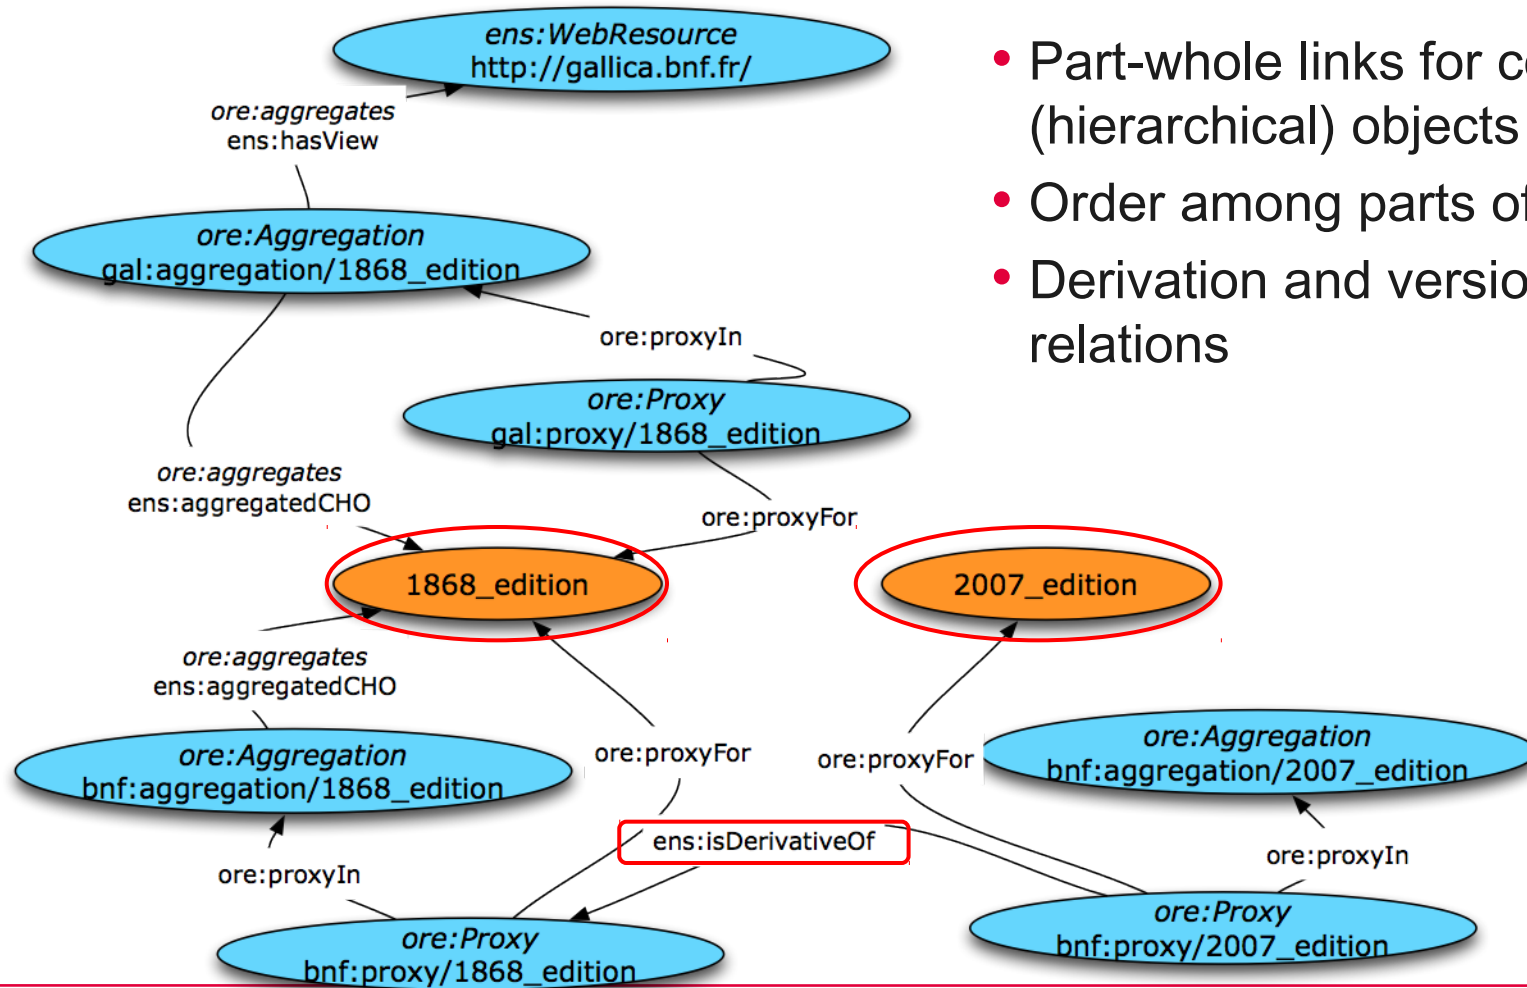 ens:WebResource
http://gallica.bnf.fr/
ore:aggregates
ens:hasView
ore:Aggregation
gal:aggregation/1868_edition
ore:proxyIn
ore:Proxy
gal:proxy/1868_edition
ore:aggregates
ens:aggregatedCHO
ore:proxyFor
1868_edition
2007_edition
ore:aggregates
ens:aggregatedCHO
ore:Aggregation
bnf:aggregation/1868_edition
ore:proxyFor
ore:proxyFor
ore:Aggregation
bnf:aggregation/2007_edition
ens:isDerivativeOf
ore:proxyIn
ore:proxyIn
ore:Proxy
bnf:proxy/1868_edition
ore:Proxy
bnf:proxy/2007_edition
• Part-whole links for
(hierarchical) objects
• Order among parts
• Derivation and
relations